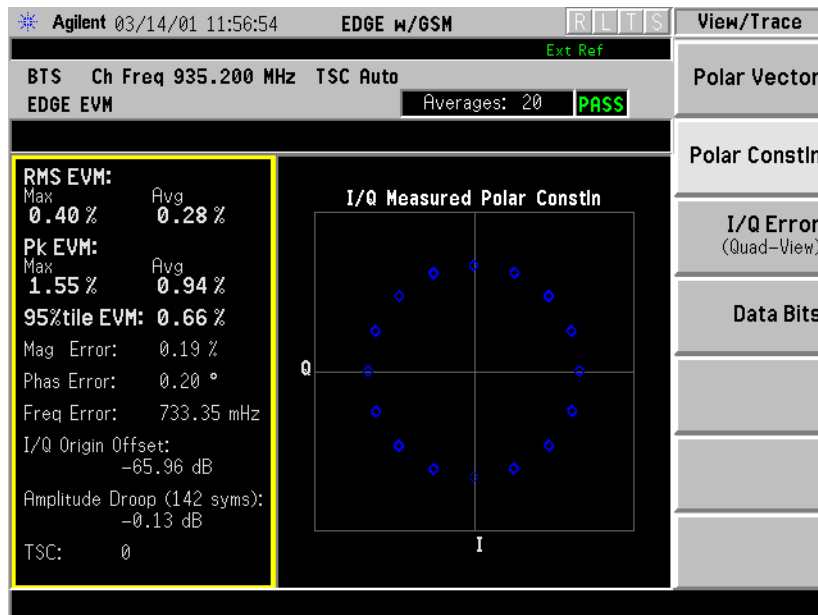 Agilent 03/14/01 11:56:54 EDGE w/GSM R L T S View/Trace
Ext Ref
BTS Ch Freq 935.200 MHz TSC Auto
EDGE EVM Averages: 20 PASS
RMS EVM:
Max Avg
0.40 % 0.28 %
Pk EVM:
Max Avg
1.55 % 0.94 %
95%tile EVM: 0.66 %
Mag Error: 0.19 %
Phas Error: 0.20 °
Freq Error: 733.35 mHz
I/Q Origin Offset:
-65.96 dB
Amplitude Droop (142 syms):
-0.13 dB
TSC: 0
I/Q Measured Polar Constln
Q
I
Polar Vector
Polar Constln
I/Q Error
(Quad-View)
Data Bits